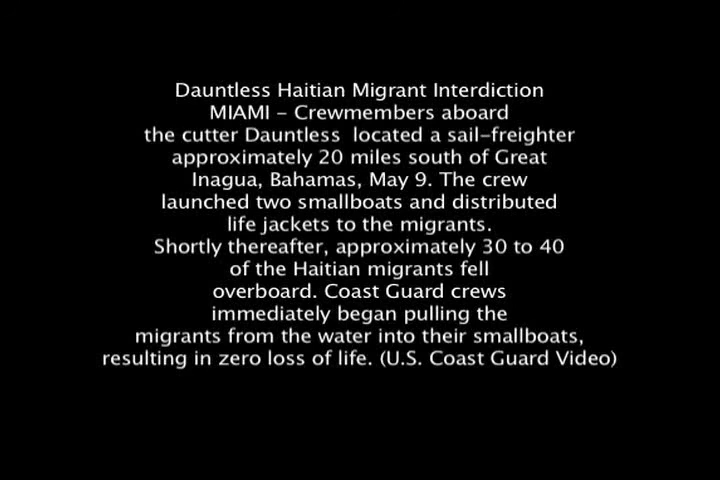 Dauntless Haitian Migrant Interdiction
MIAMI – Crewmembers aboard
the cutter Dauntless  located a sail–freighter
approximately 20 miles south of Great
Inagua, Bahamas, May 9. The crew
launched two smallboats and distributed
life jackets to the migrants.
Shortly thereafter, approximately 30 to 40
of the Haitian migrants fell
overboard. Coast Guard crews
immediately began pulling the
migrants from the water into their smallboats,
resulting in zero loss of life. (U.S. Coast Guard Video)